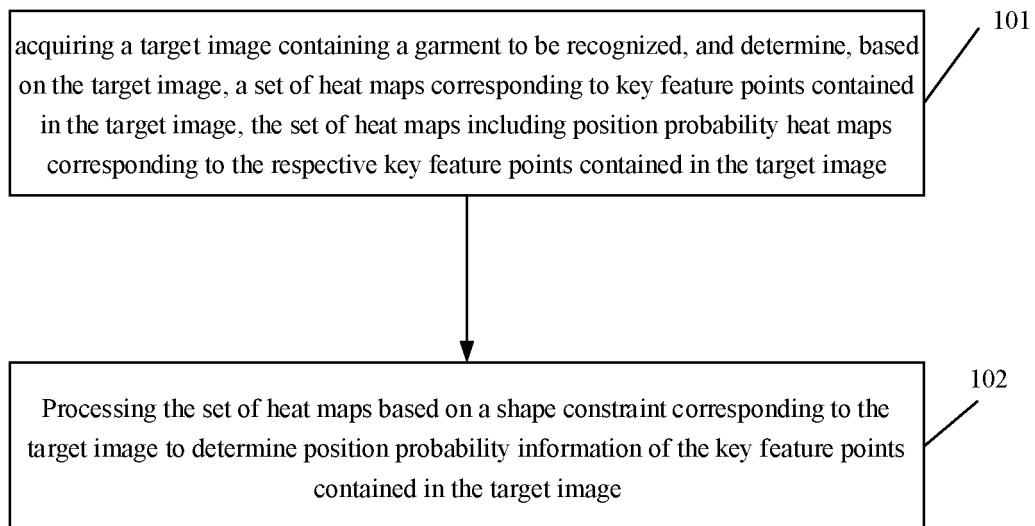 101
acquiring a target image containing a garment to be recognized, and determine, based
on the target image, a set of heat maps corresponding to key feature points contained
in the target image, the set of heat maps including position probability heat maps
corresponding to the respective key feature points contained in the target image
102
Processing the set of heat maps based on a shape constraint corresponding to the
target image to determine position probability information of the key feature points
contained in the target image